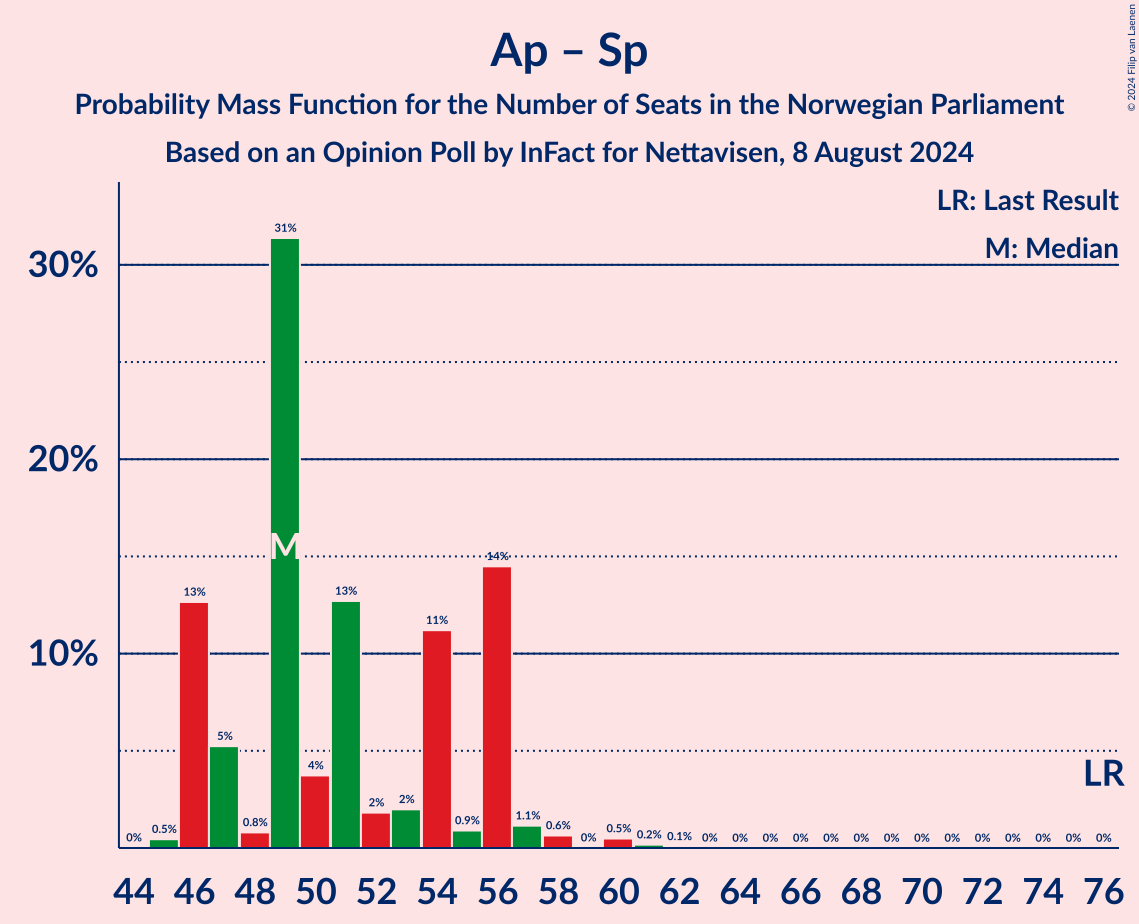 © 2024 Filip van Laenen
Ap – Sp
Probability Mass Function for the Number of Seats in the Norwegian Parliament
Based on an Opinion Poll by InFact for Nettavisen, 8 August 2024
LR: Last Result
M: Median
30%
20%
10%
0% 0.5% 13% 5% 0.8% 31% 4% 13% 2% 2% 11% 0.9% 14% 1.1% 0.6% 0% 0.5% 0.2% 0.1% 0% 0% 0% 0% 0% 0% 0% 0% 0% 0% 0% 0% 0% 0%
M
LR
44 46 48 50 52 54 56 58 60 62 64 66 68 70 72 74 76